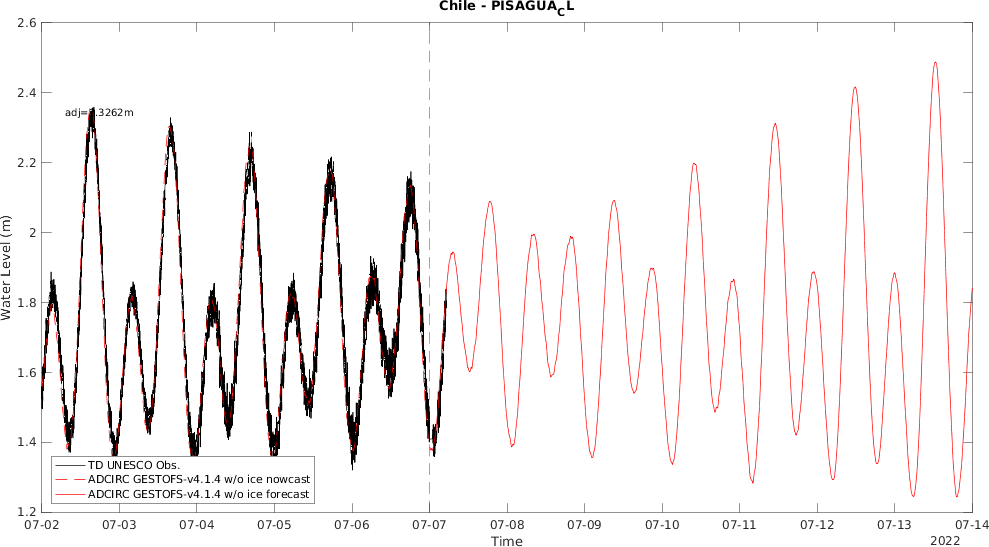 Chile - PISAGUA_CL
2.6
2.4
2.2
2
1.8
1.6
1.4
1.2
Water Level (m)
adj= .3262m
TD UNESCO Obs.
ADCIRC GESTOFS-v4.1.4 w/o ice nowcast
ADCIRC GESTOFS-v4.1.4 w/o ice forecast
07-02 07-03 07-04 07-05 07-06 07-07 07-08 07-09 07-10 07-11 07-12 07-13 07-14
Time
2022